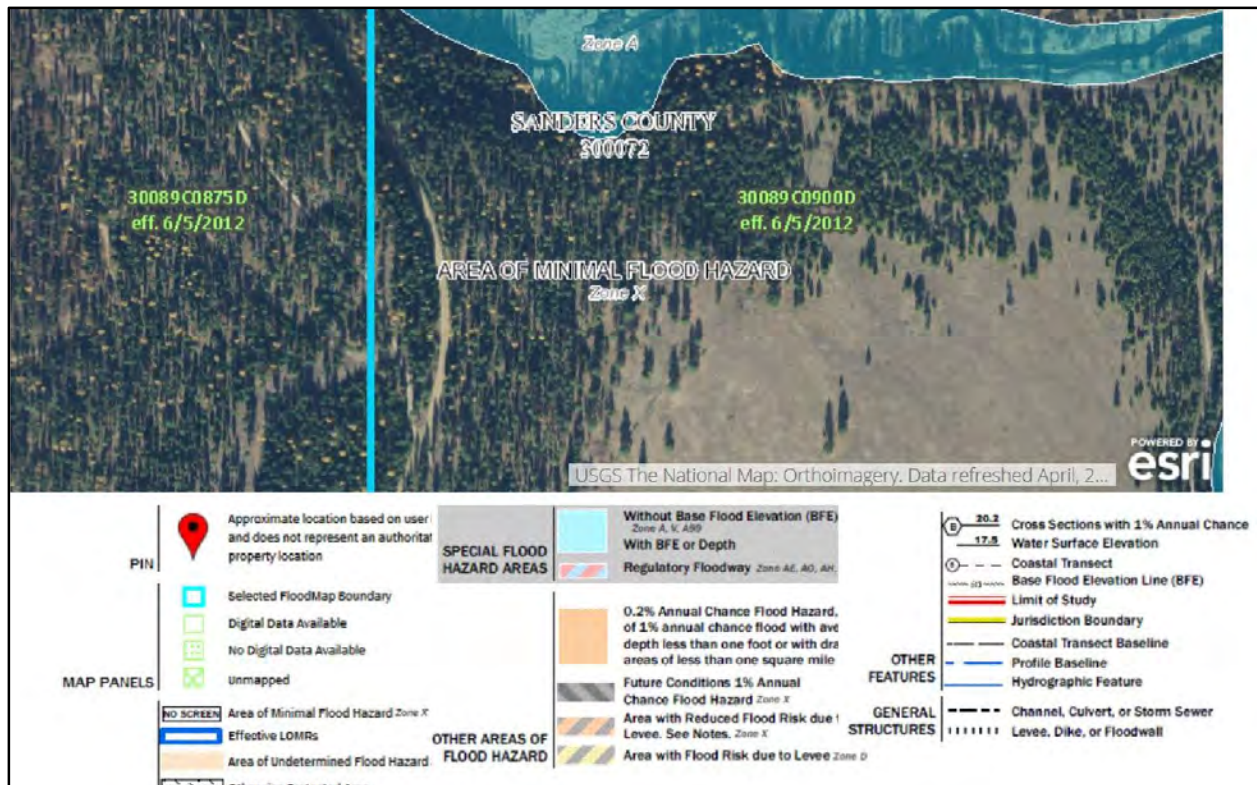 Zone A
SANDERS COUNTY
300072
30089C0875D
eff. 6/5/2012
30089C0900D
eff. 6/5/2012
AREA OF MINIMAL FLOOD HAZARD
Zone X
POWERED BY
esri
USGS The National Map: Orthoimagery. Data refreshed April, 2...
PIN
Approximate location based on user
and does not represent an authoritat
property location
MAP PANELS
Selected FloodMap Boundary
Digital Data Available
No Digital Data Available
Unmapped
NO SCREEN Area of Minimal Flood Hazard Zone X
Effective LOMRs
Area of Undetermined Flood Hazard
SPECIAL FLOOD
HAZARD AREAS
Without Base Flood Elevation (BFE)
Zone A, V, A99
With BFE or Depth
Regulatory Floodway Zone AE, AO, AH,
OTHER AREAS OF
FLOOD HAZARD
0.2% Annual Chance Flood Hazard,
of 1% annual chance flood with ave
depth less than one foot or with dra
areas of less than one square mile
Future Conditions 1% Annual
Chance Flood Hazard Zone X
Area with Reduced Flood Risk due t
Levee. See Notes. Zone X
Area with Flood Risk due to Levee Zone D
OTHER
FEATURES
B 20.2 Cross Sections with 1% Annual Chance
17.5 Water Surface Elevation
Coastal Transect
Base Flood Elevation Line (BFE)
Limit of Study
Jurisdiction Boundary
Coastal Transect Baseline
Profile Baseline
Hydrographic Feature
GENERAL
STRUCTURES
Channel, Culvert, or Storm Sewer
Levee, Dike, or Floodwall